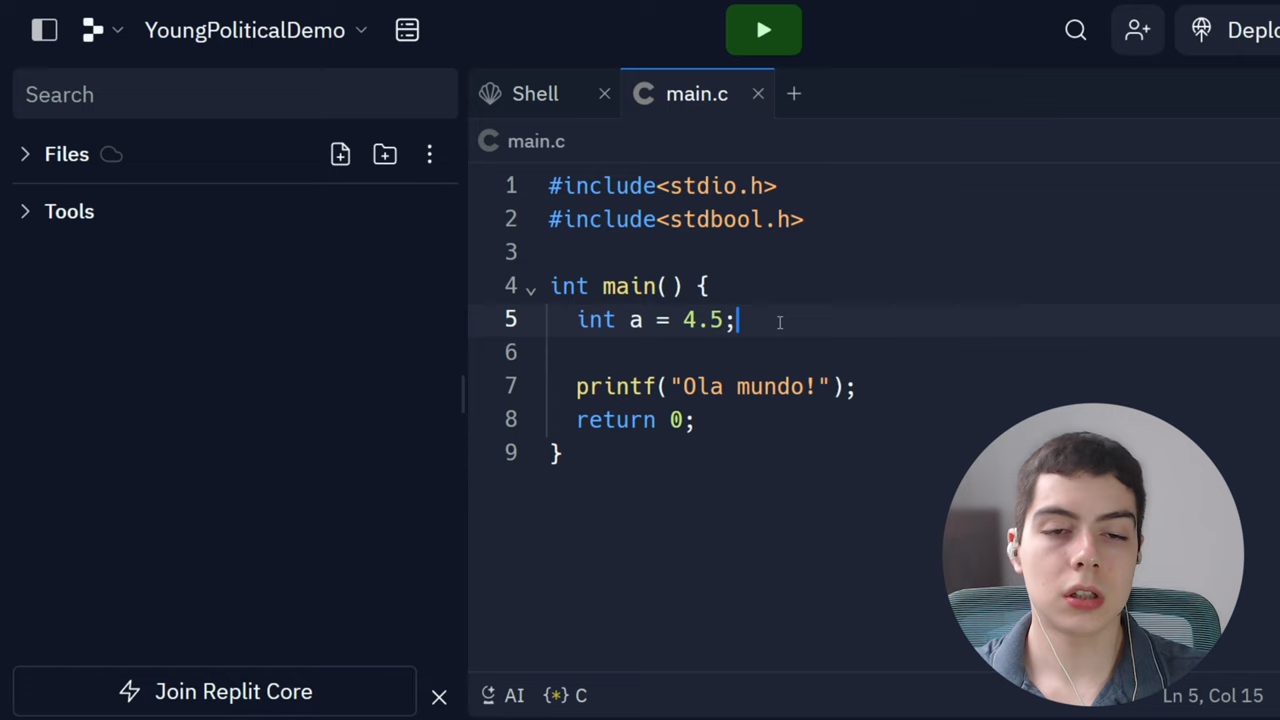 YoungPoliticalDemo
Deplo
Search
Files
Tools
Join Replit Core
Shell
main.c
main.c
1 #include<stdio.h>
2 #include<stdbool.h>
3
4 int main() {
5 int a = 4.5;
6
7 printf("Ola mundo!");
8 return 0;
9 }
AI {*} C
Ln 5, Col 15